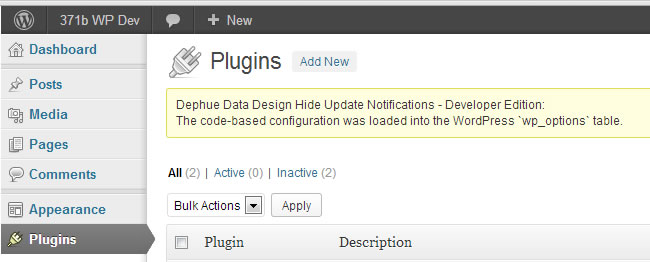 371b WP Dev + New
Dashboard
Posts
Media
Pages
Comments
Appearance
Plugins
Plugins Add New
Dephue Data Design Hide Update Notifications - Developer Edition:
The code-based configuration was loaded into the WordPress `wp_options` table.
All (2) | Active (0) | Inactive (2)
Bulk Actions Apply
Plugin Description